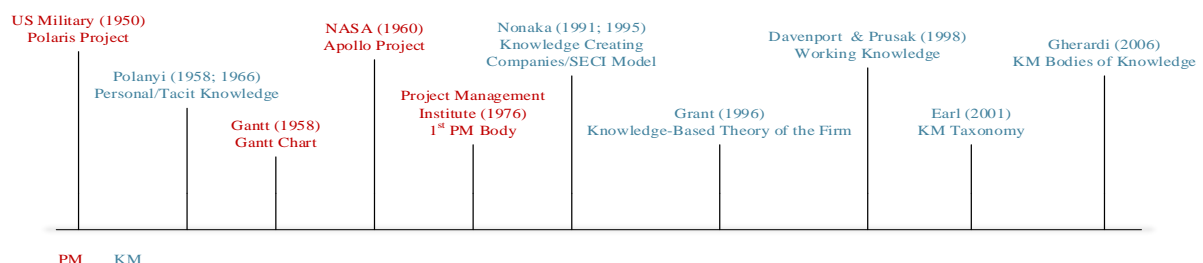 US Military (1950)
Polaris Project
Polanyi (1958; 1966)
Personal/Tacit Knowledge
Gantt (1958)
Gantt Chart
NASA (1960)
Apollo Project
Project Management
Institute (1976)
1st PM Body
Nonaka (1991; 1995)
Knowledge Creating
Companies/SECI Model
Grant (1996)
Knowledge-Based Theory of the Firm
Davenport & Prusak (1998)
Working Knowledge
Earl (2001)
KM Taxonomy
Gherardi (2006)
KM Bodies of Knowledge
PM KM